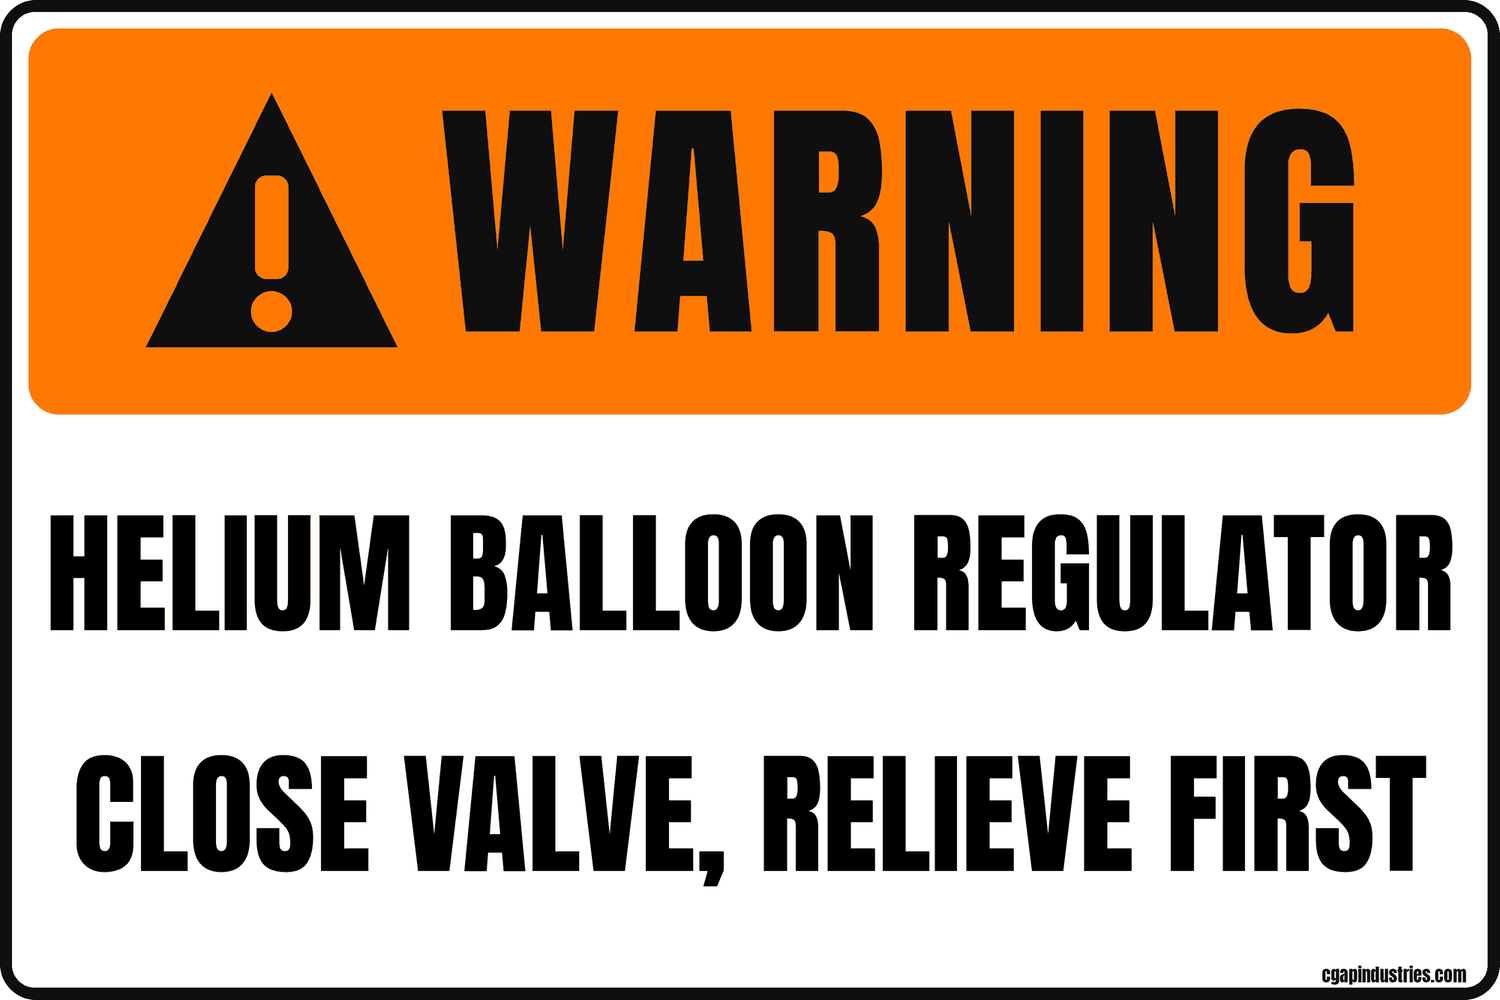 WARNING
HELIUM BALLOON REGULATOR
CLOSE VALVE, RELIEVE FIRST
cgapindustries.com